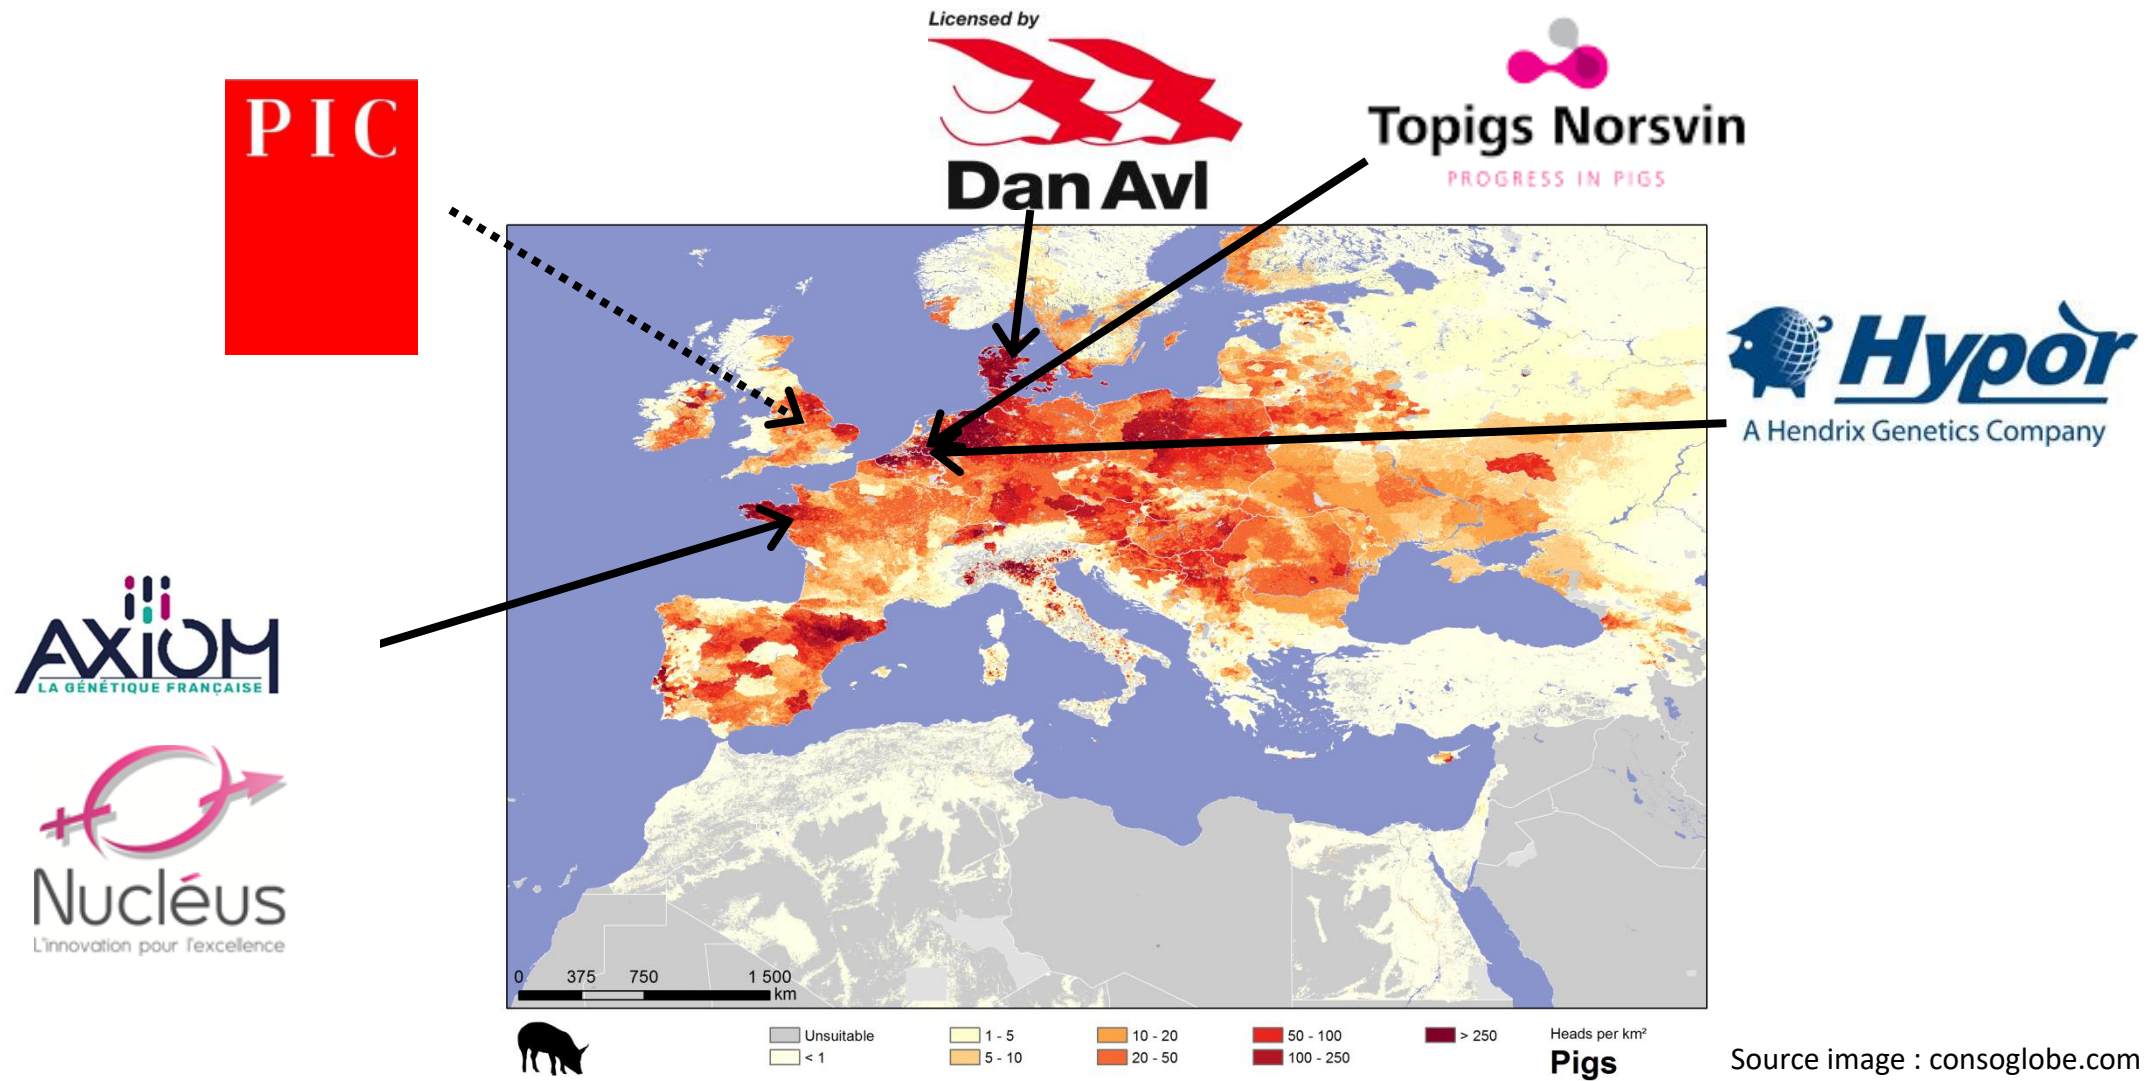 Licensed by
Dan Avl
Topigs Norsvin
PROGRESS IN PIGS
PIC
Hypor
A Hendrix Genetics Company
AXIOM
LA GÉNÉTIQUE FRANÇAISE
Nucléus
L'innovation pour l'excellence
0 375 750 1 500
km
Unsuitable 1 - 5 10 - 20 50 - 100 > 250 Heads per km²
< 1 5 - 10 20 - 50 100 - 250 Pigs
Source image : consoglobe.com